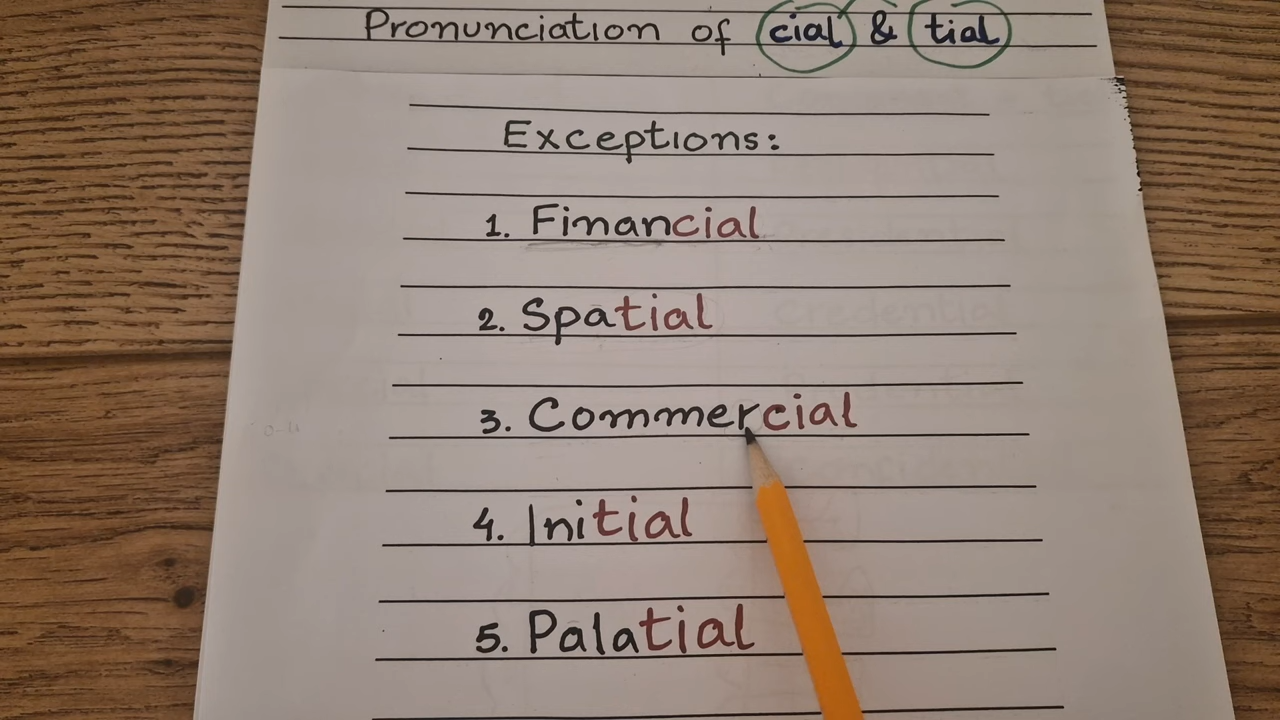 Pronunciation of cial & tial
Exceptions:
1. Financial
2. Spatial
3. Commercial
4. Initial
5. Palatial